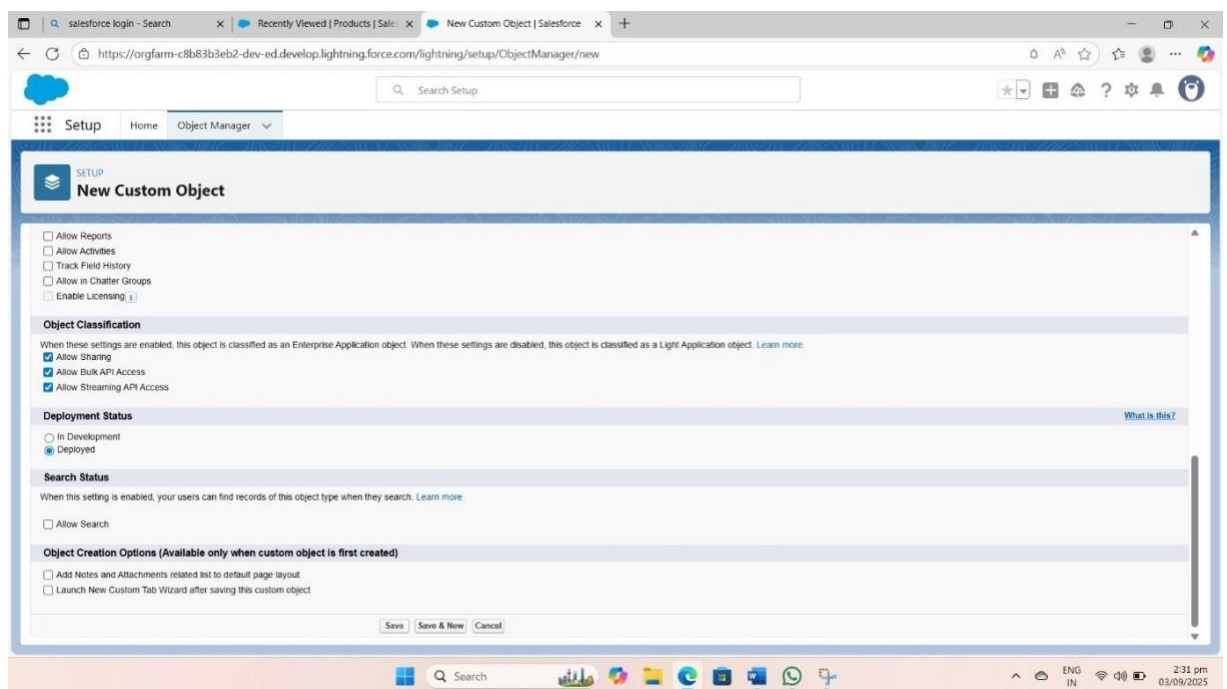 salesforce login - Search
Recently Viewed | Products | Sale
New Custom Object | Salesforce
https://orgfarm-c8b83b3eb2-dev-ed.develop.lightning.force.com/lightning/setup/ObjectManager/new
Search Setup
Setup Home Object Manager
SETUP
New Custom Object
Allow Reports
Allow Activities
Track Field History
Allow in Chatter Groups
Enable Licensing i
Object Classification
When these settings are enabled, this object is classified as an Enterprise Application object. When these settings are disabled, this object is classified as a Light Application object. Learn more.
Allow Sharing
Allow Bulk API Access
Allow Streaming API Access
Deployment Status What is this?
In Development
Deployed
Search Status
When this setting is enabled, your users can find records of this object type when they search. Learn more.
Allow Search
Object Creation Options (Available only when custom object is first created)
Add Notes and Attachments related list to default page layout
Launch New Custom Tab Wizard after saving this custom object
Save Save & New Cancel
Search
ENG
IN
2:31 pm
03/09/2025